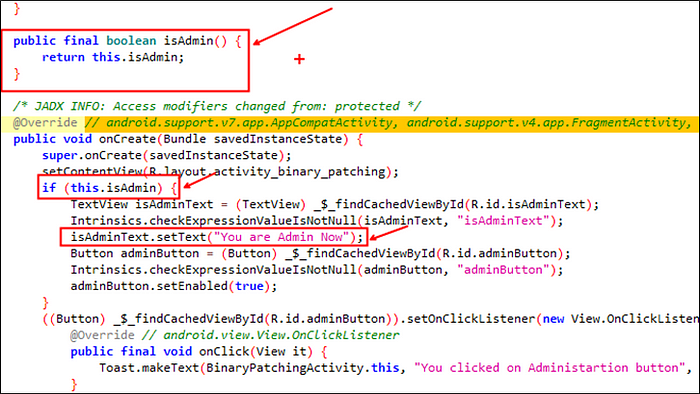 }
public final boolean isAdmin() {
return this.isAdmin;
}
/* JADX INFO: Access modifiers changed from: protected */
@Override // android.support.v7.app.AppCompatActivity, android.support.v4.app.FragmentActivity,
public void onCreate(Bundle savedInstanceState) {
super.onCreate(savedInstanceState);
setContentView(R.layout.activity_binary_patching);
if (this.isAdmin) {
TextView isAdminText = (TextView) _$_findCachedViewById(R.id.isAdminText);
Intrinsics.checkExpressionValueIsNotNull(isAdminText, "isAdminText");
isAdminText.setText("You are Admin Now");
Button adminButton = (Button) _$_findCachedViewById(R.id.adminButton);
Intrinsics.checkExpressionValueIsNotNull(adminButton, "adminButton");
adminButton.setEnabled(true);
}
((Button) _$_findCachedViewById(R.id.adminButton)).setOnClickListener(new View.OnClickListen
@Override // android.view.View.OnClickListener
public final void onClick(View it) {
Toast.makeText(BinaryPatchingActivity.this, "You clicked on Administartion button",
}